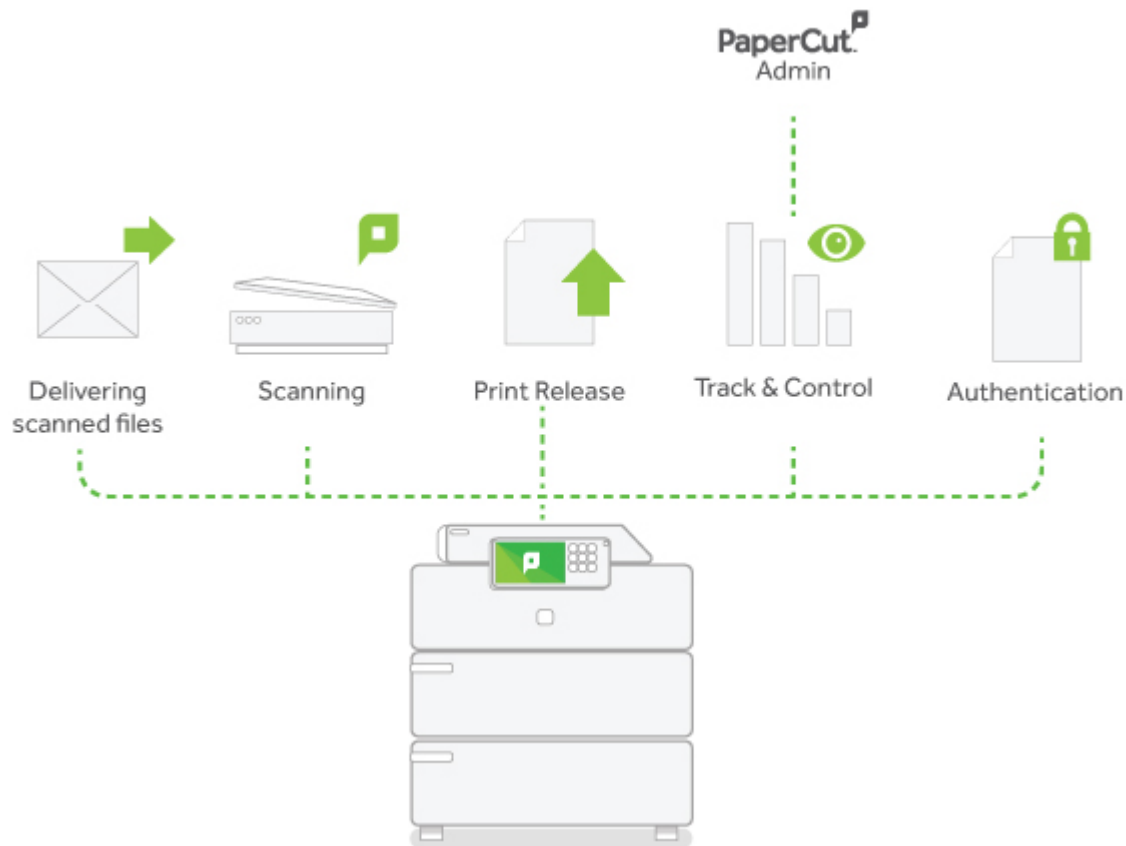 PaperCut.
Admin
Delivering
scanned files
Scanning
Print Release
Track & Control
Authentication